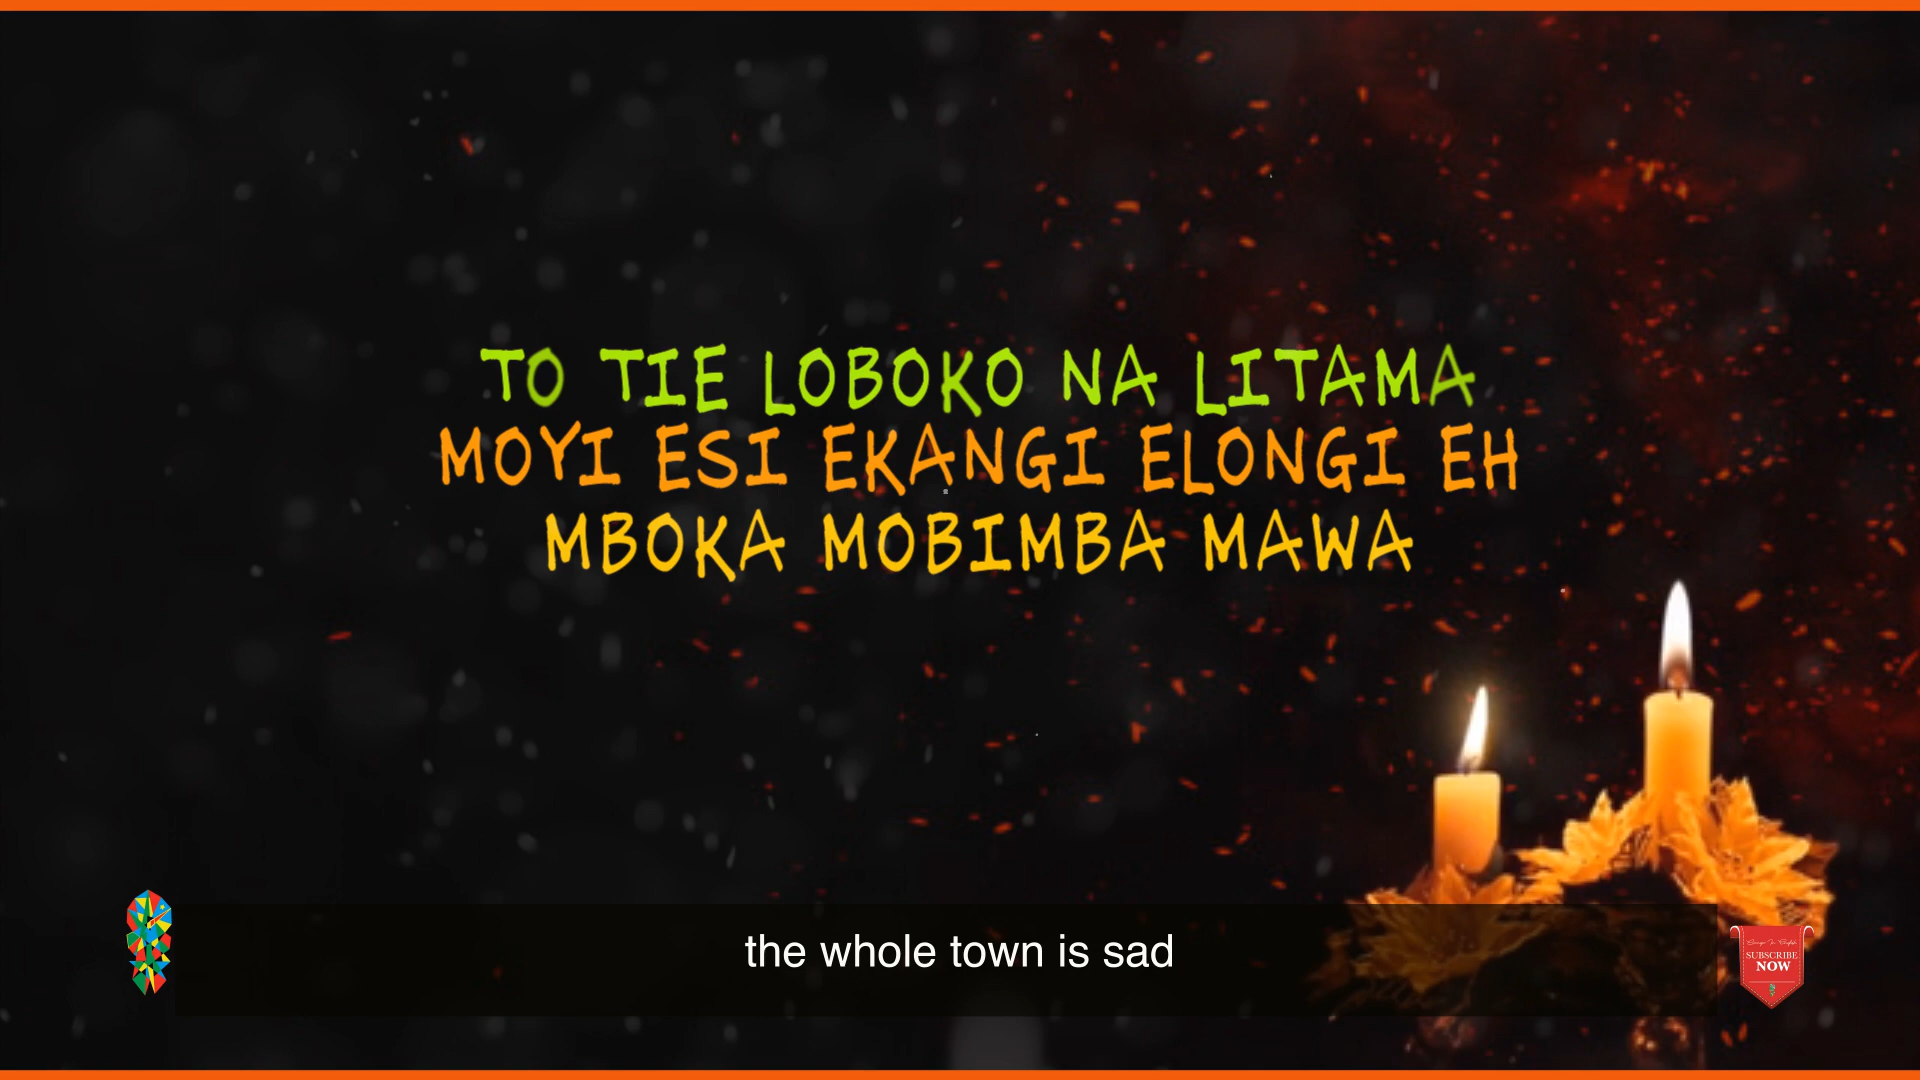 TO TIE LOBOKO NA LITAMA
MOYI ESI EKANGI ELONGI EH
MBOKA MOBIMBA MAWA
the whole town is sad
SUBSCRIBE
NOW